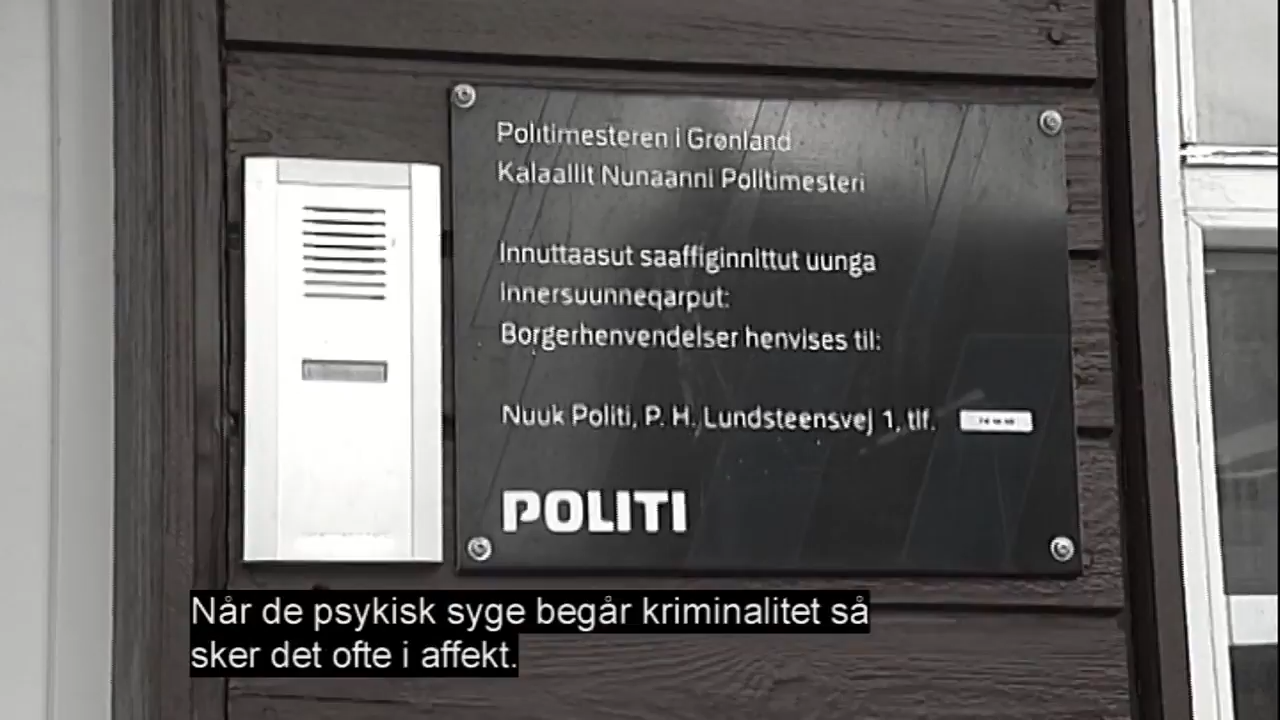 Politimesteren i Grønland
Kalaallit Nunaanni Politimesteri
Innuttaasut saaffiginnittut uunga
innersuunneqarput:
Borgerhenvendelser henvises til:
Nuuk Politi, P. H. Lundsteensvej 1, tlf.
POLITI
Når de psykisk syge begår kriminalitet så
sker det ofte i affekt.